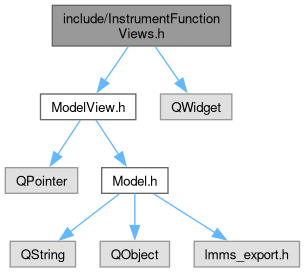 include/InstrumentFunction
Views.h
ModelView.h
QWidget
QPointer
Model.h
QString
QObject
lmms_export.h